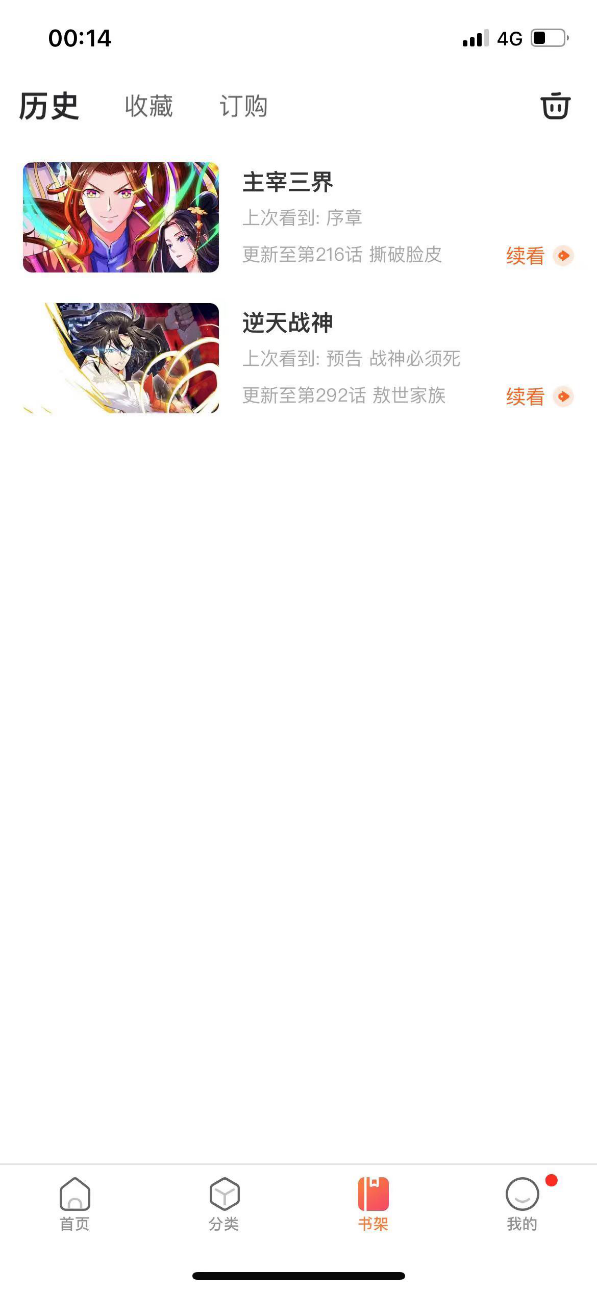 00:14
4G
历史 收藏 订购
主宰三界
上次看到: 序章
更新至第216话 撕破脸皮
续看
逆天战神
上次看到: 预告 战神必须死
更新至第292话 敖世家族
续看
首页 分类 书架 我的